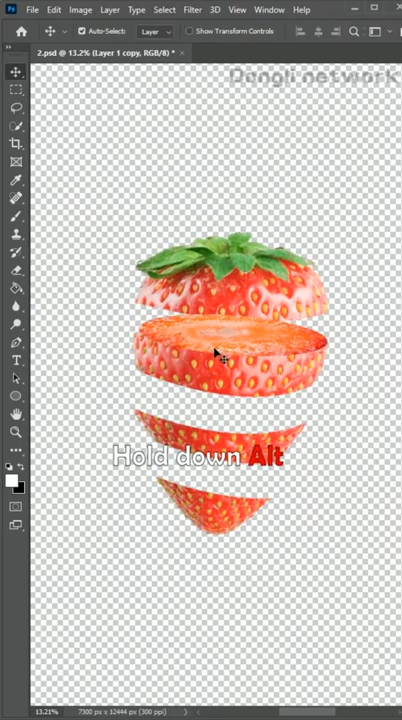 Ps File Edit Image Layer Type Select Filter 3D View Window Help
Auto-Select: Layer Show Transform Controls
2.psd @ 13.2% (Layer 1 copy, RGB/8) * ×
Dongli network
Hold down Alt
13.21% 7300 px x 12444 px (300 ppi)